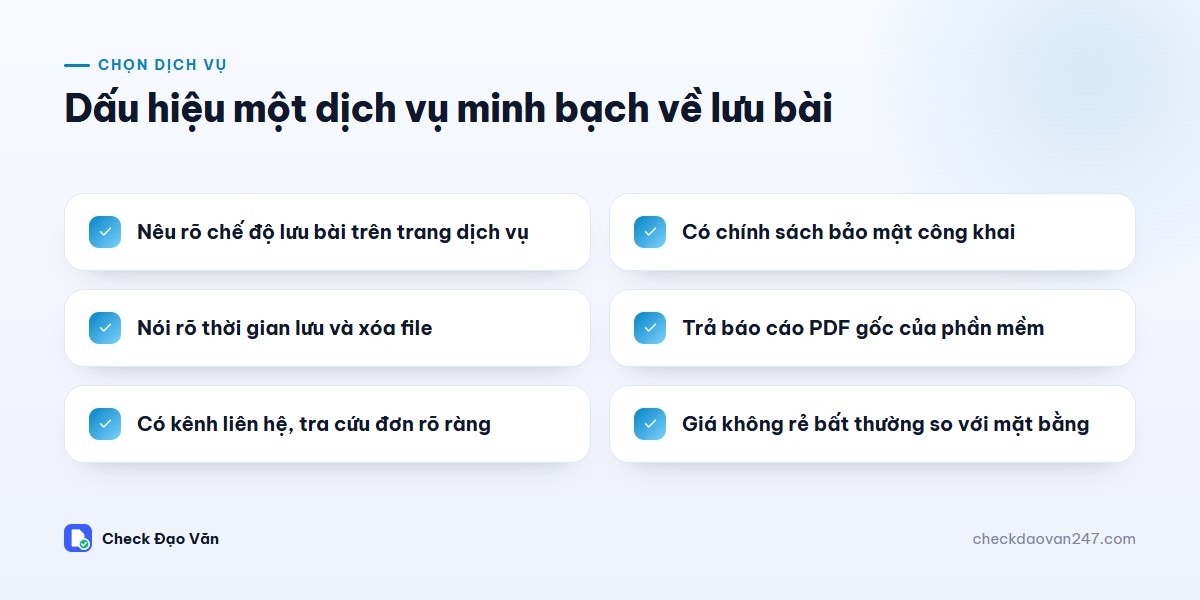 CHỌN DỊCH VỤ
Dấu hiệu một dịch vụ minh bạch về lưu bài
Nêu rõ chế độ lưu bài trên trang dịch vụ
Có chính sách bảo mật công khai
Nói rõ thời gian lưu và xóa file
Trả báo cáo PDF gốc của phần mềm
Có kênh liên hệ, tra cứu đơn rõ ràng
Giá không rẻ bất thường so với mặt bằng
Check Đạo Văn
checkdaovan247.com